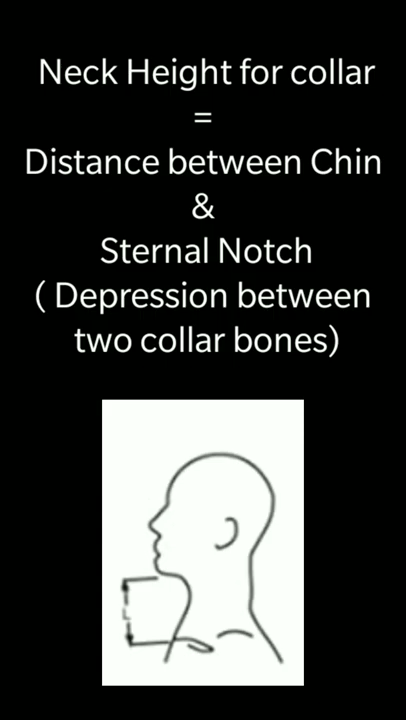 Neck Height for collar
=
Distance between Chin
&
Sternal Notch
( Depression between
two collar bones)